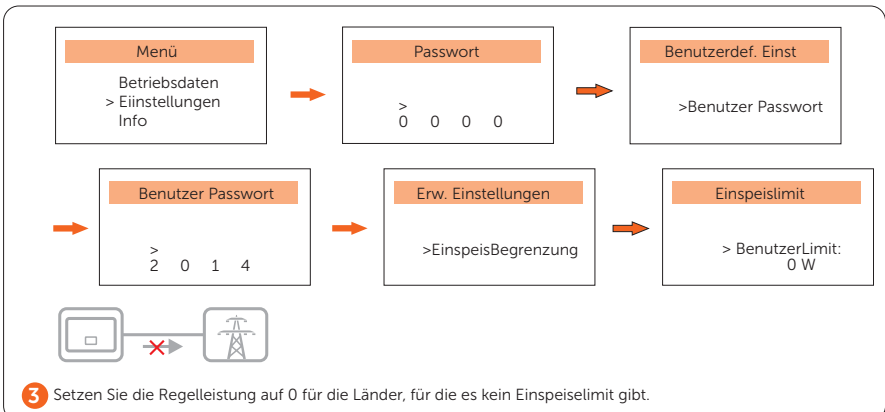 Menü
Betriebsdaten
> Eiinstellungen
Info
Passwort
>
0 0 0 0
Benutzerdef. Einst
>Benutzer Passwort
Benutzer Passwort
>
2 0 1 4
Erw. Einstellungen
>EinspeisBegrenzung
Einspeislimit
> BenutzerLimit:
0 W
3 Setzen Sie die Regelleistung auf 0 für die Länder, für die es kein Einspeiselimit gibt.